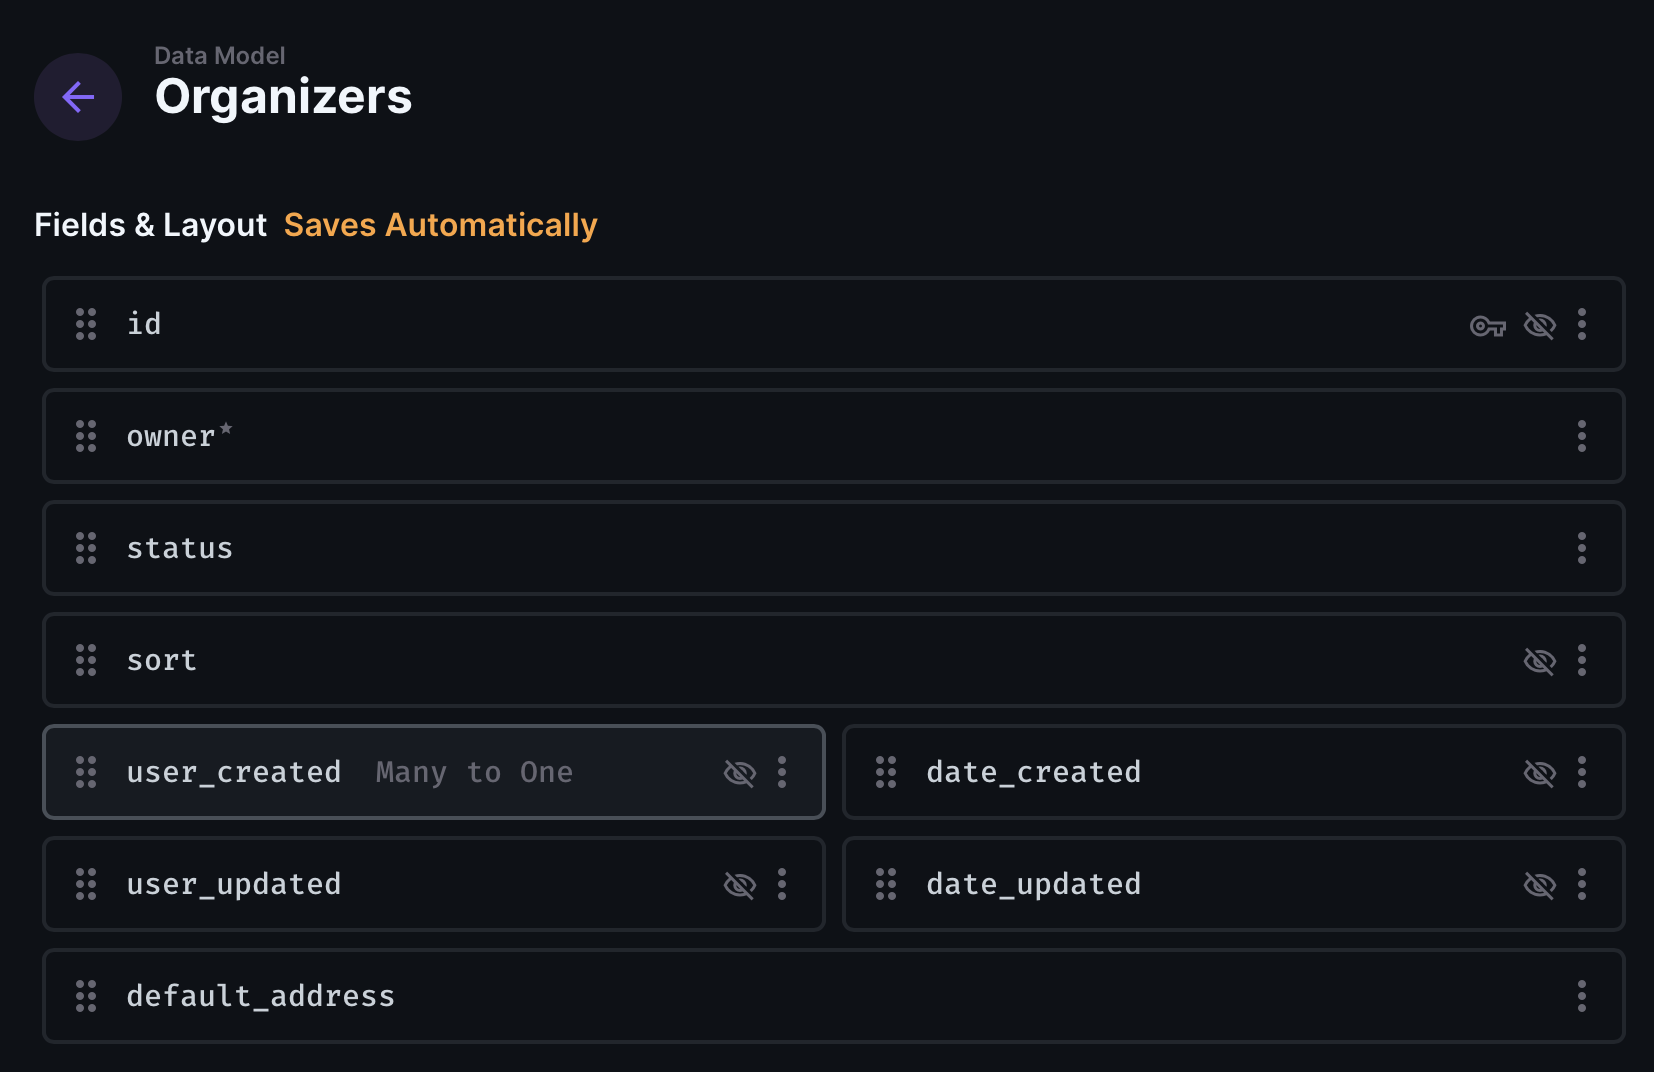 Data Model
Organizers
Fields & Layout Saves Automatically
id
owner*
status
sort
user_created Many to One
date_created
user_updated
date_updated
default_address